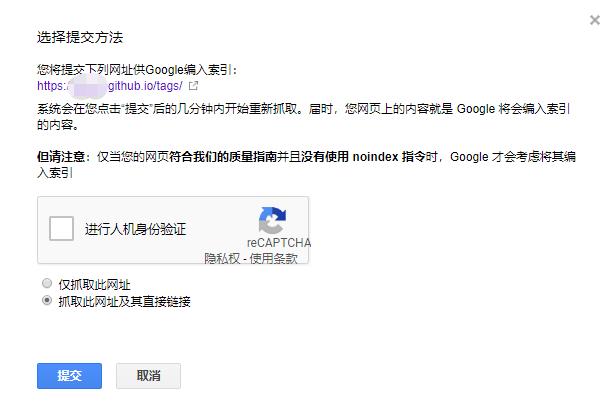 选择提交方法
您将提交下列网址供Google编入索引：
https: github.io/tags/
系统会在您点击“提交”后的几分钟内开始重新抓取。届时，您网页上的内容就是 Google 将会编入索引
的内容。
但请注意：仅当您的网页符合我们的质量指南并且没有使用 noindex 指令时，Google 才会考虑将其编
入索引
进行人机身份验证
reCAPTCHA
隐私权 - 使用条款
仅抓取此网址
抓取此网址及其直接链接
提交 取消